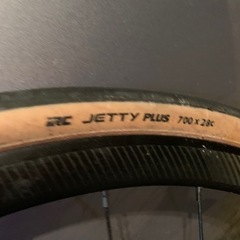 IRC JETTY PLUS 700 x 28c